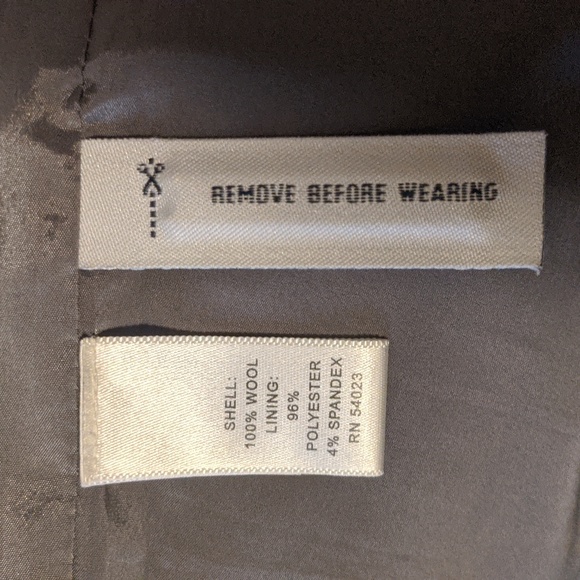 REMOVE BEFORE WEARING
SHELL:
100% WOOL
LINING:
96%
POLYESTER
4% SPANDEX
RN 54023